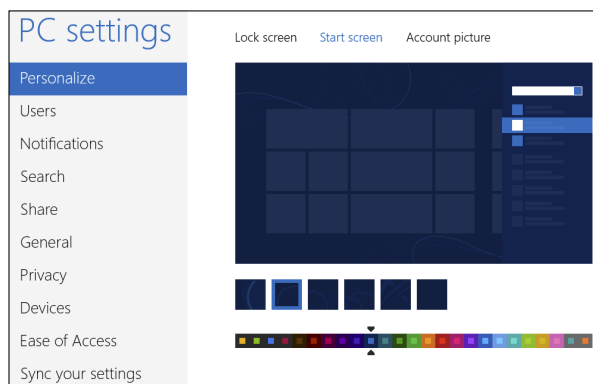 PC settings
Lock screen Start screen Account picture
Personalize
Users
Notifications
Search
Share
General
Privacy
Devices
Ease of Access
Sync your settings